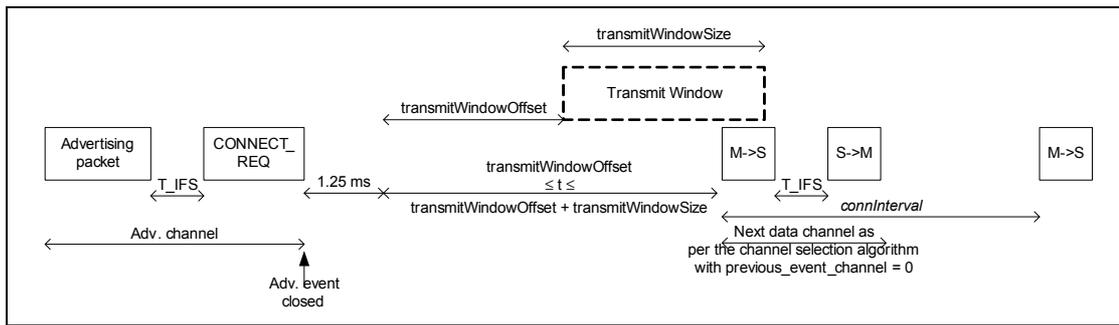 transmitWindowSize
Transmit Window
transmitWindowOffset
Advertising
packet
CONNECT_
REQ
M->S
S->M
M->S
T_IFS
1.25 ms
transmitWindowOffset
≤ t ≤
transmitWindowOffset + transmitWindowSize
T_IFS
connInterval
Adv. channel
Next data channel as
per the channel selection algorithm
with previous_event_channel = 0
Adv. event
closed